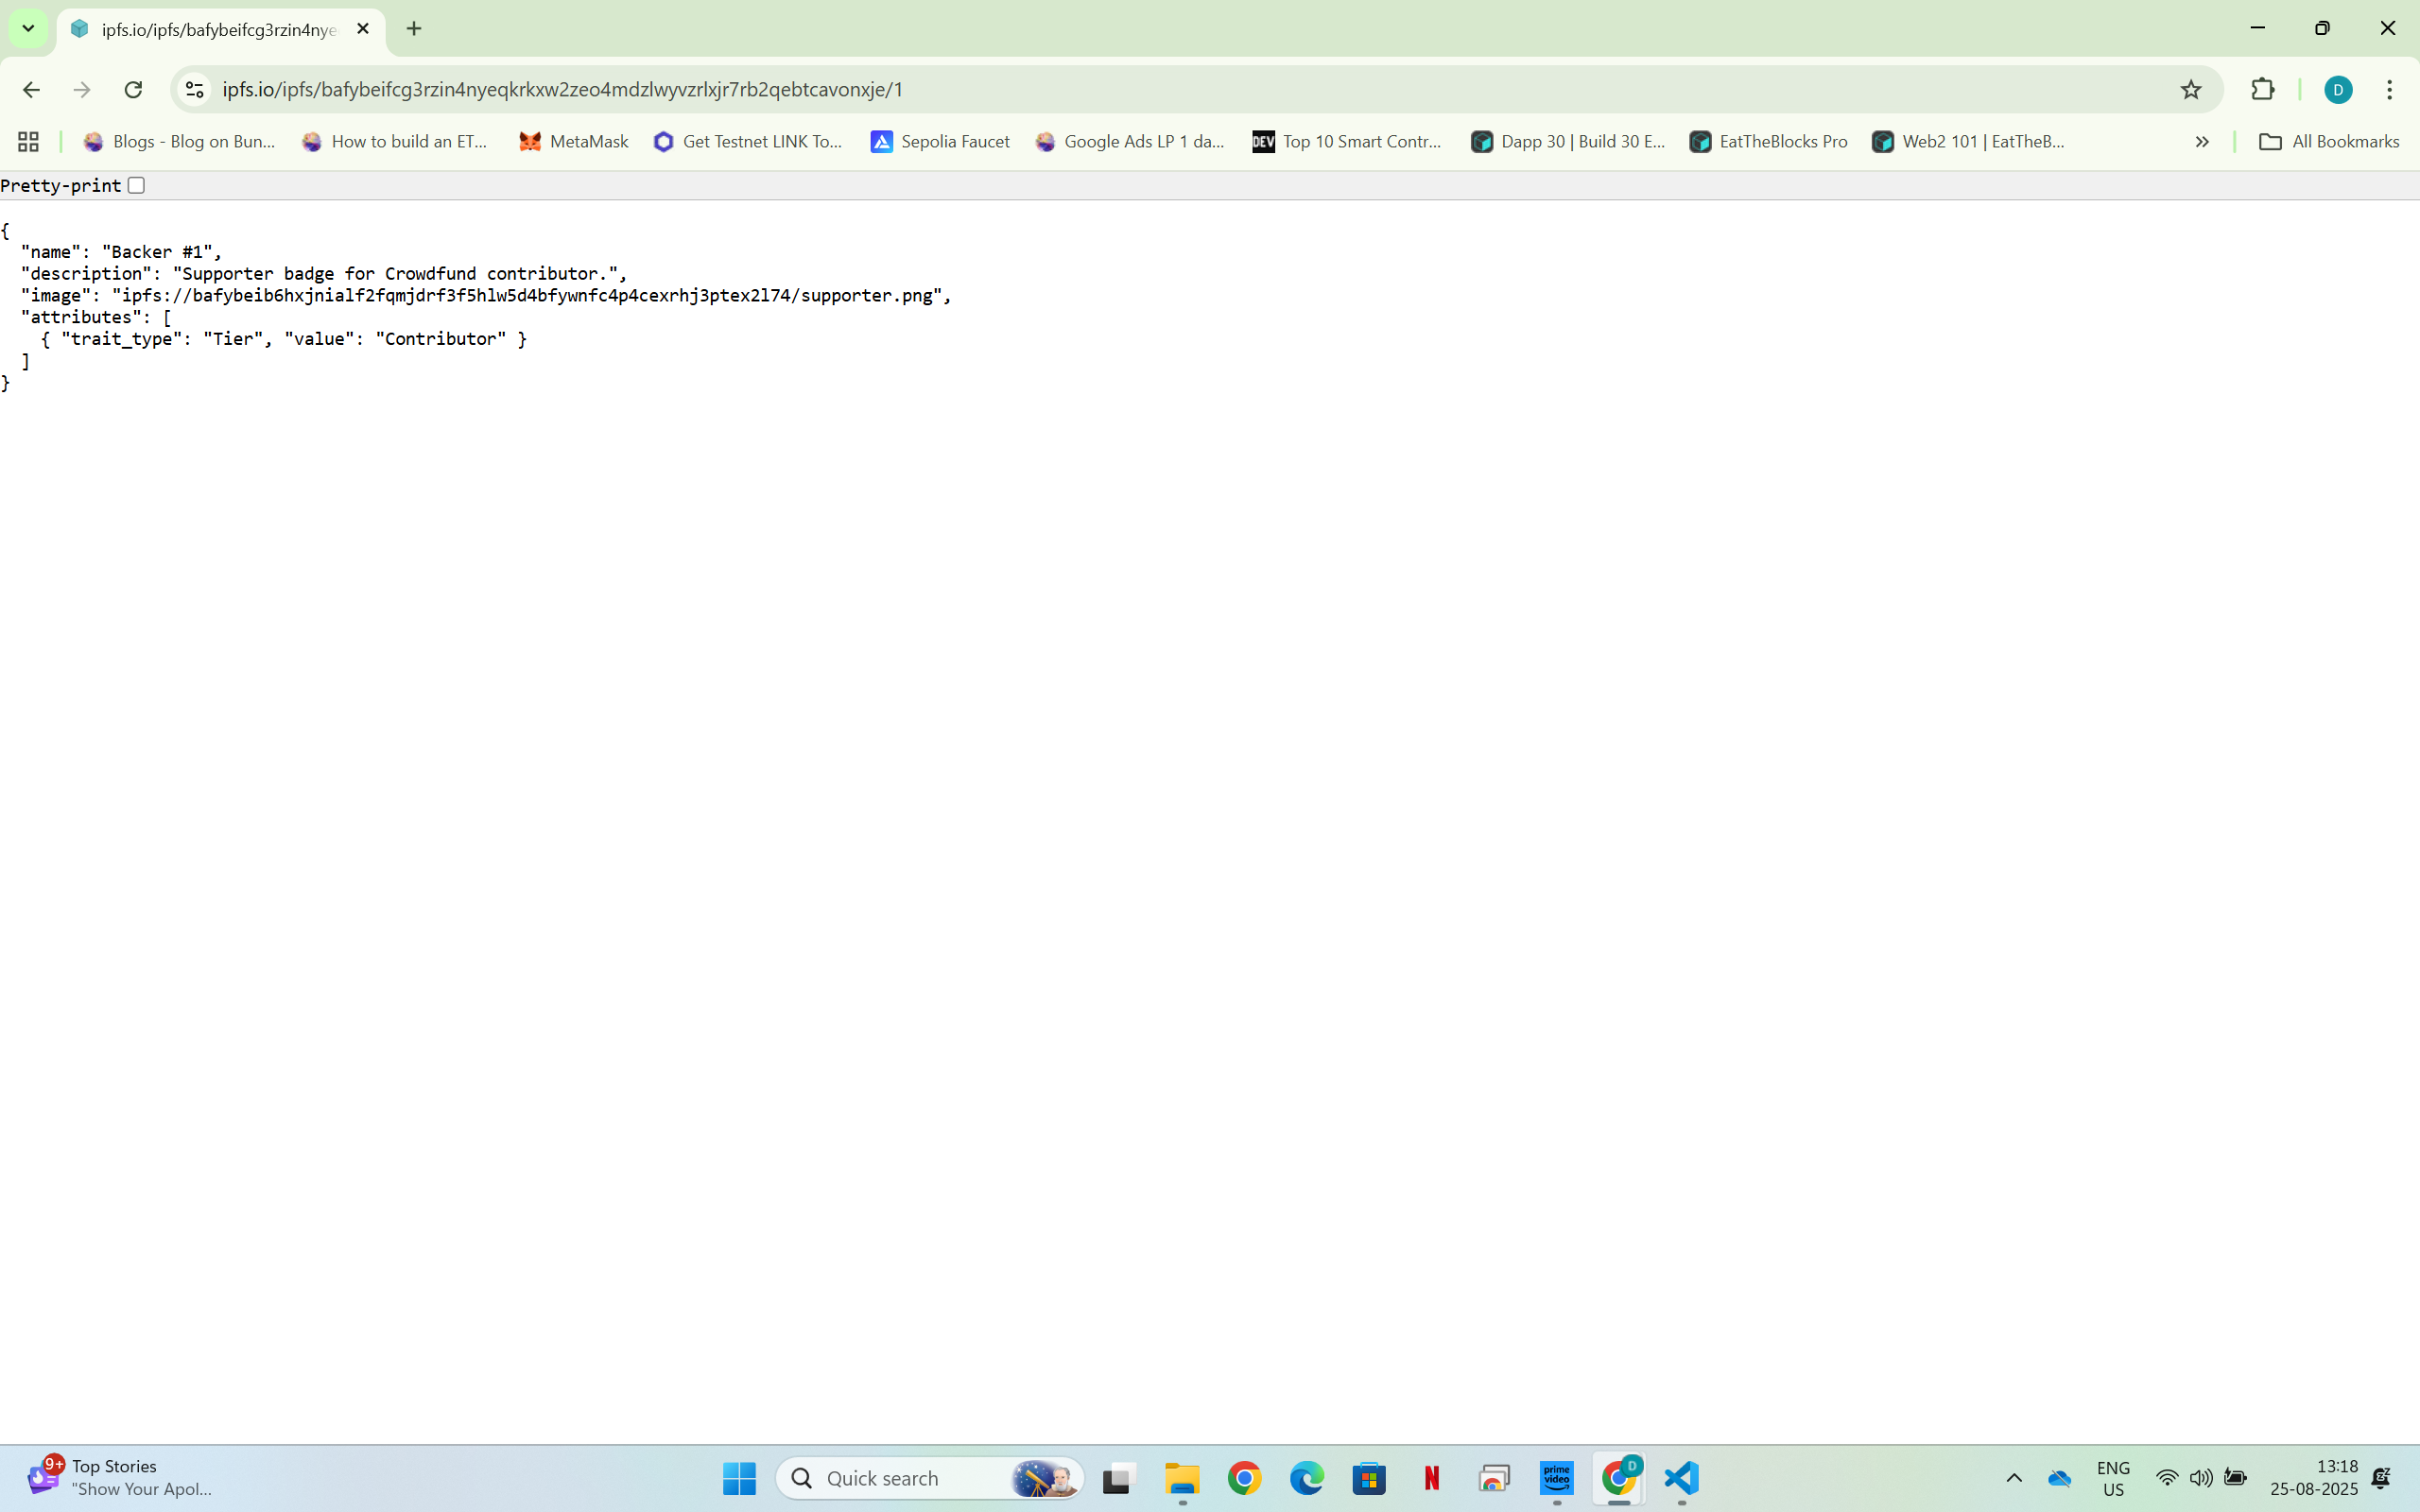 ipfs.io/ipfs/bafybeifcg3rzin4nye
ipfs.io/ipfs/bafybeifcg3rzin4nyeqkrkxw2zeo4mdzlwyvzrlxjr7rb2qebtcavonxje/1
D
Blogs - Blog on Bun...
How to build an ET...
MetaMask
Get Testnet LINK To...
Sepolia Faucet
Google Ads LP 1 da...
DEV
Top 10 Smart Contr...
Dapp 30 | Build 30 E...
EatTheBlocks Pro
Web2 101 | EatTheB...
All Bookmarks
Pretty-print
{
"name": "Backer #1",
"description": "Supporter badge for Crowdfund contributor.",
"image": "ipfs://bafybeib6hxjnialf2fqmjdrf3f5hlw5d4bfywnfc4p4cexrhj3ptex2l74/supporter.png",
"attributes": [
{ "trait_type": "Tier", "value": "Contributor" }
]
}
9+
Top Stories
"Show Your Apol...
Quick search
N
prime
video
D
ENG
US
13:18
25-08-2025